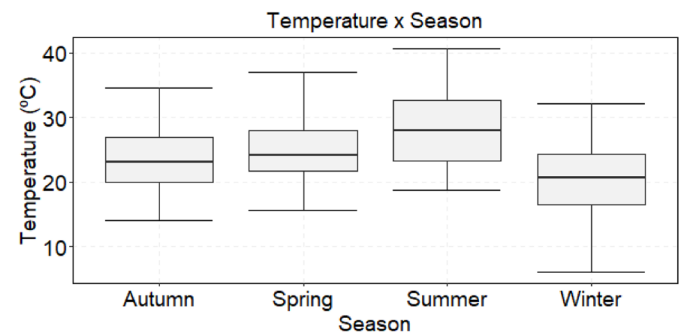 Temperature x Season
Temperature (ºC)
40
30
20
10
Autumn Spring Summer Winter
Season